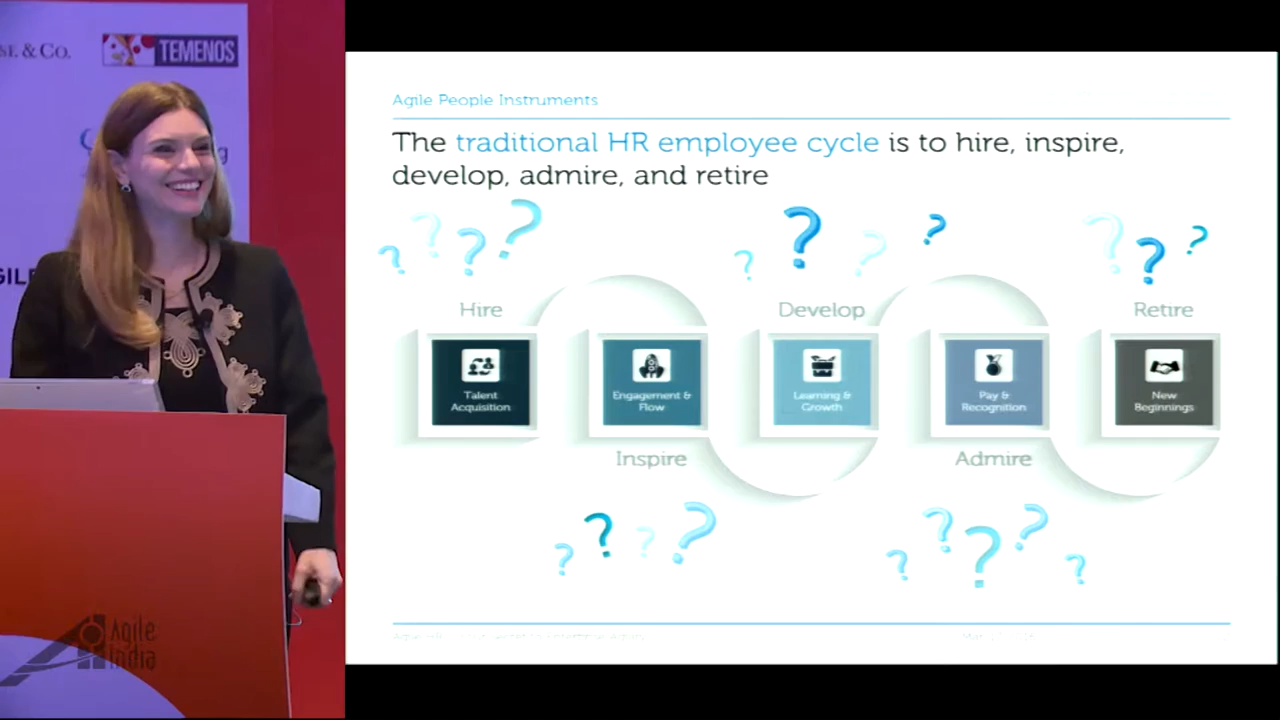 SE. & CO.
TEMENOS
GILE
Agile People Instruments
The traditional HR employee cycle is to hire, inspire,
develop, admire, and retire
Hire
Develop
Retire
Talent
Acquisition
Engagement &
Flow
Learning &
Growth
Pay &
Recognition
New
Beginnings
Inspire
Admire
Agile
India